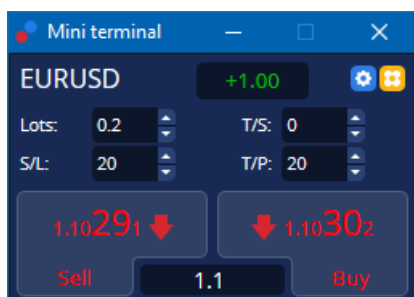 Mini terminal
EURUSD +1.00
Lots: 0.2 T/S: 0
S/L: 20 T/P: 20
1.10291 1.10302
Sell 1.1 Buy